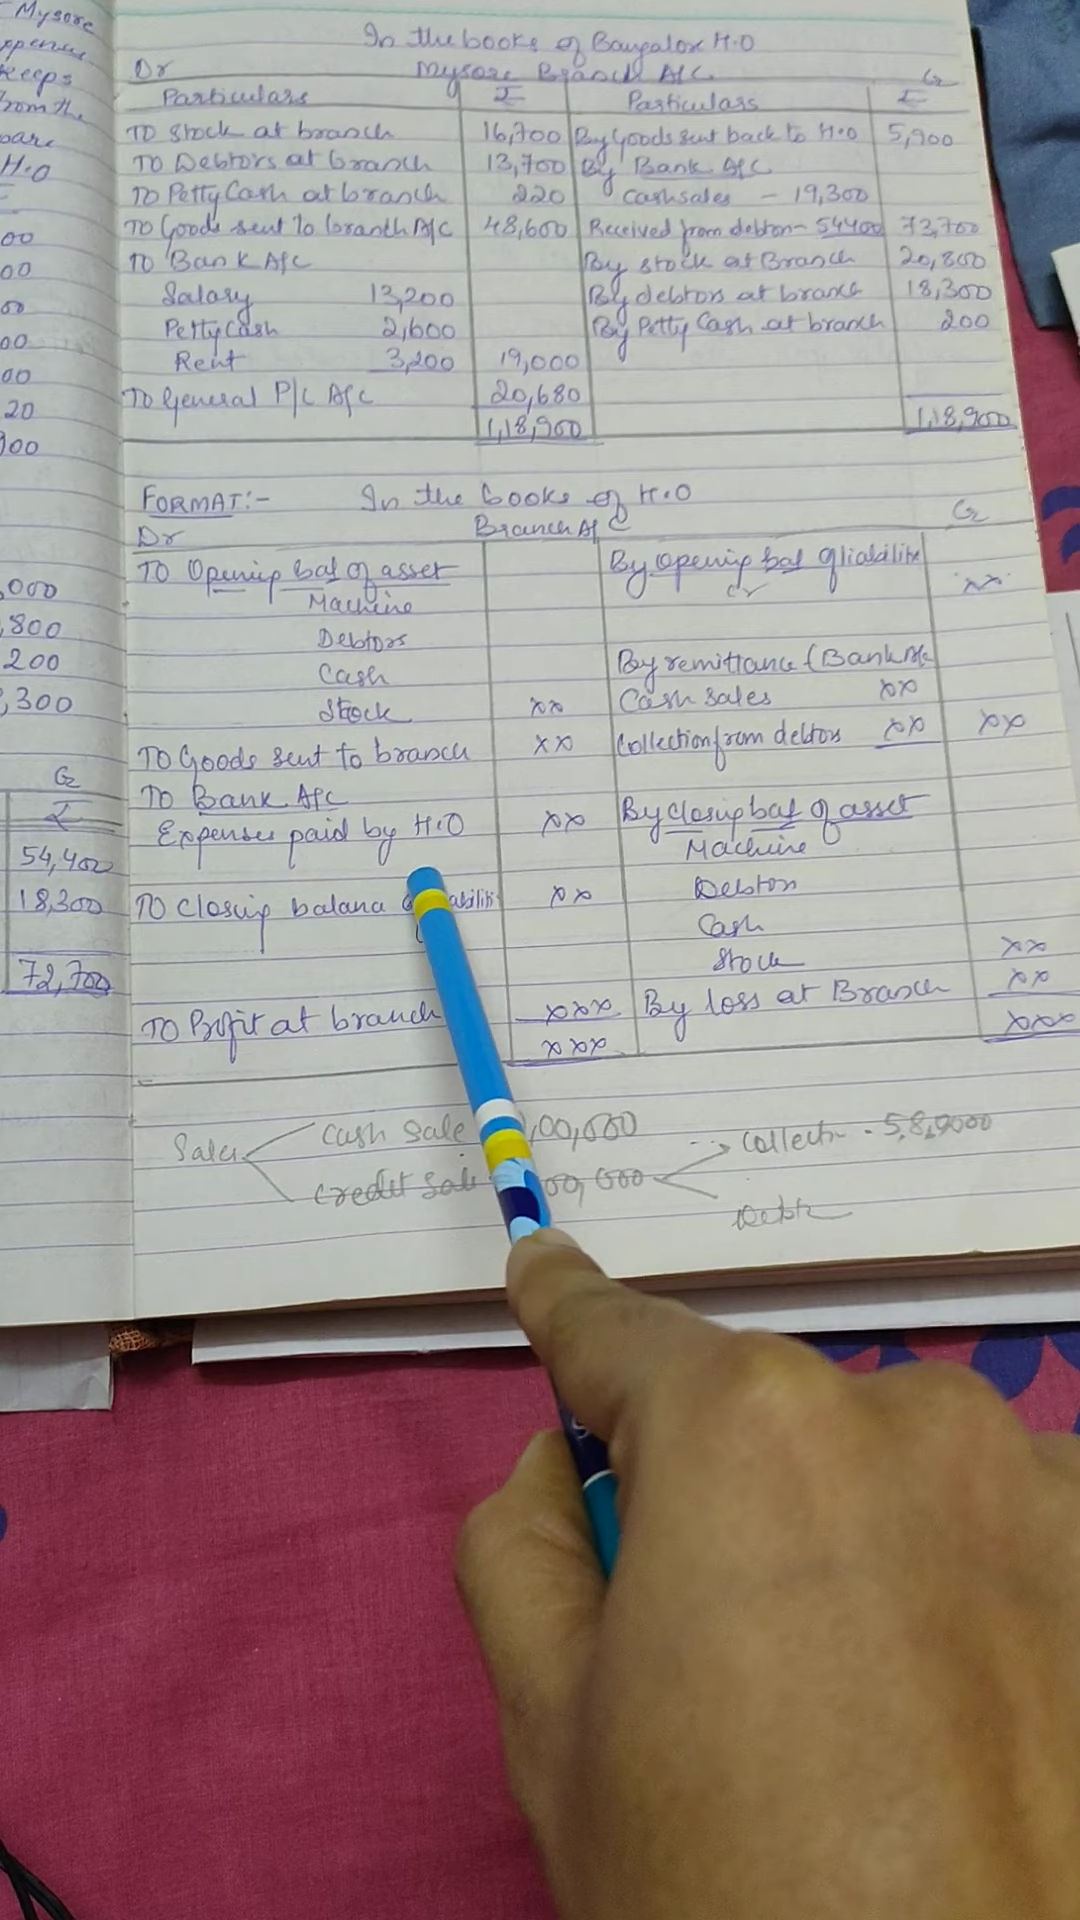 Mysore
Keeps
from the
H.O
00
00
00
00
00
20
000
,000
,800
200
,300
Cr
₹
54,400
18,300
72,700
In the books of Bangalore H.O
Dr Mysore Branch A/C Cr
Particulars ₹ Particulars ₹
TO Stock at branch 16,700 By Goods sent back to H.O 5,900
TO Debtors at branch 13,700 By Bank A/C
TO Petty Cash at branch 220 Cash sales - 19,300
TO Goods sent to branch A/C 48,600 Received from debtors - 54400 73,700
TO Bank A/C By stock at Branch 20,800
Salary 13,200 By debtors at branch 18,300
Petty Cash 2,600 By Petty Cash at branch 200
Rent 3,200 19,000
TO General P/L A/C 20,680
1,18,900 1,18,900
FORMAT:- In the books of H.O
Dr Branch A/C Cr
TO Opening bal of asset By opening bal of liabilities
Machine cr xx
Debtors
Cash By remittance (Bank A/c
Stock xx Cash sales xx
TO Goods sent to branch xx Collection from debtors xx xx
TO Bank A/C
Expenses paid by H.O xx By Closing bal of asset
Machine
TO Closing balance xx Debtors
Cash
Stock xx
TO Profit at branch xxx By loss at Branch xx
xxx xxx
Sales Cash sale ,00,000 Collectn - 5,8,9000
Credit Sale 00,000
Debtr